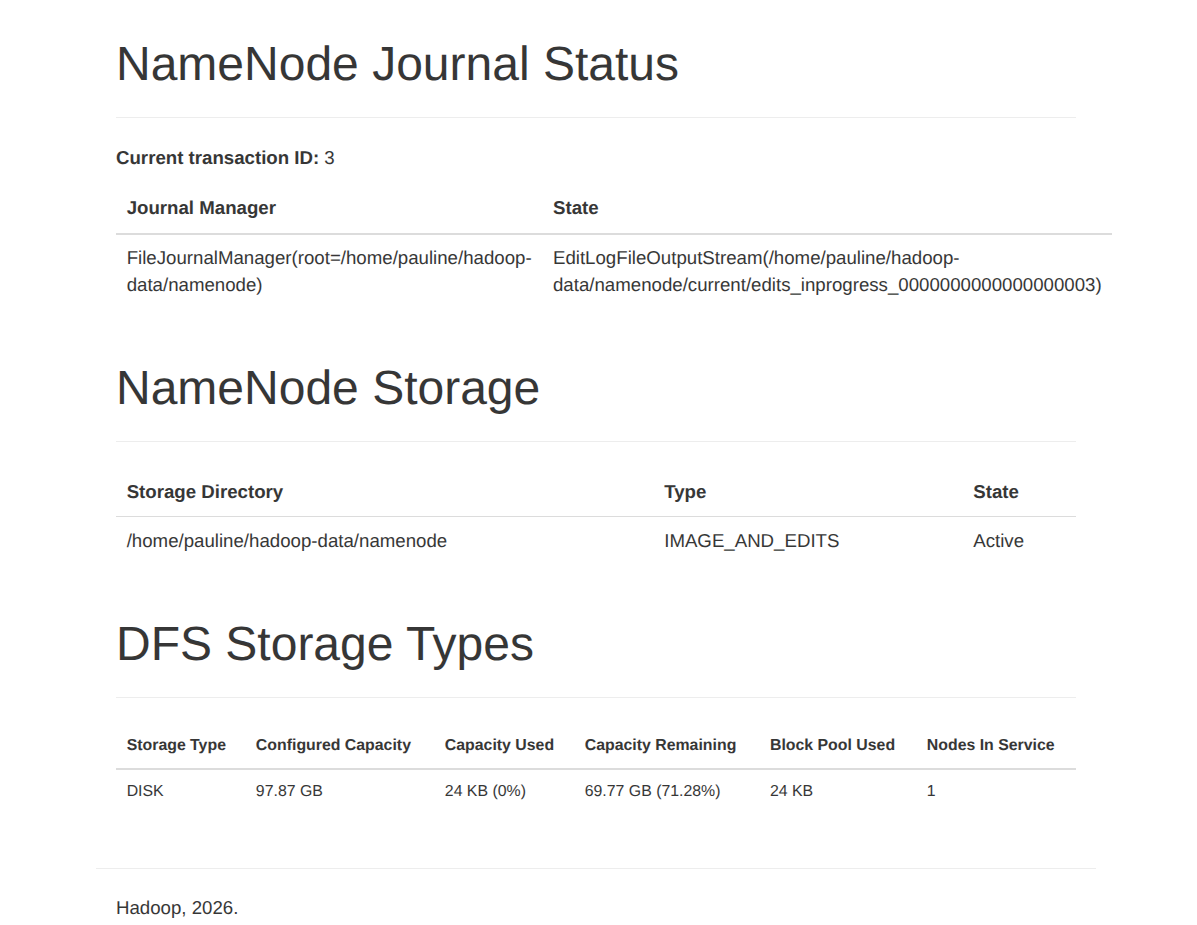 NameNode Journal Status
Current transaction ID: 3
Journal Manager State
FileJournalManager(root=/home/pauline/hadoop- EditLogFileOutputStream(/home/pauline/hadoop-
data/namenode) data/namenode/current/edits_inprogress_0000000000000000003)
NameNode Storage
Storage Directory Type State
/home/pauline/hadoop-data/namenode IMAGE_AND_EDITS Active
DFS Storage Types
Storage Type Configured Capacity Capacity Used Capacity Remaining Block Pool Used Nodes In Service
DISK 97.87 GB 24 KB (0%) 69.77 GB (71.28%) 24 KB 1
Hadoop, 2026.